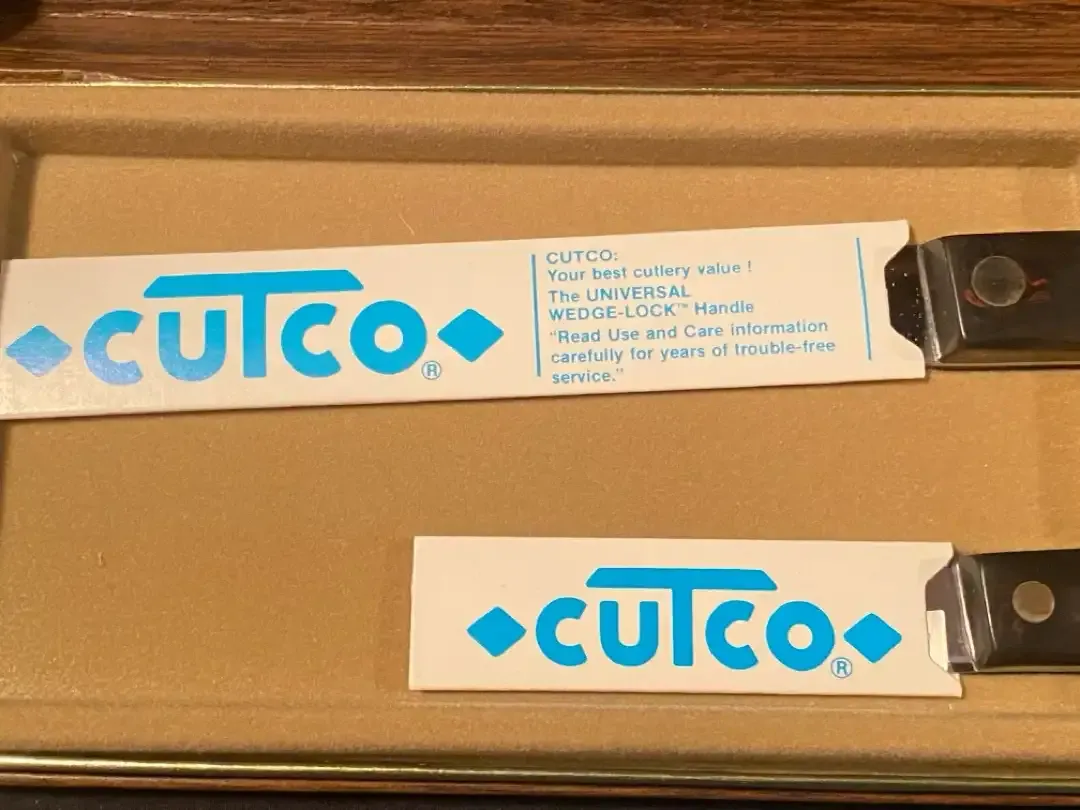 CUTCO®
CUTCO:
Your best cutlery value !
The UNIVERSAL
WEDGE-LOCK™ Handle
"Read Use and Care information
carefully for years of trouble-free
service."
CUTCO®